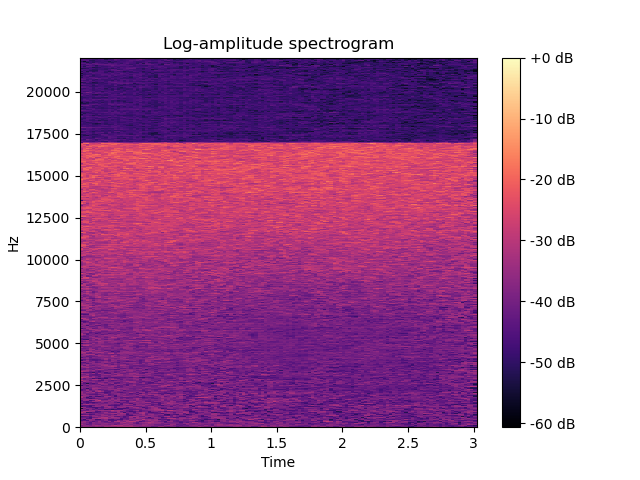 Log-amplitude spectrogram
Hz
20000
17500
15000
12500
10000
7500
5000
2500
0
0 0.5 1 1.5 2 2.5 3
Time
+0 dB
-10 dB
-20 dB
-30 dB
-40 dB
-50 dB
-60 dB